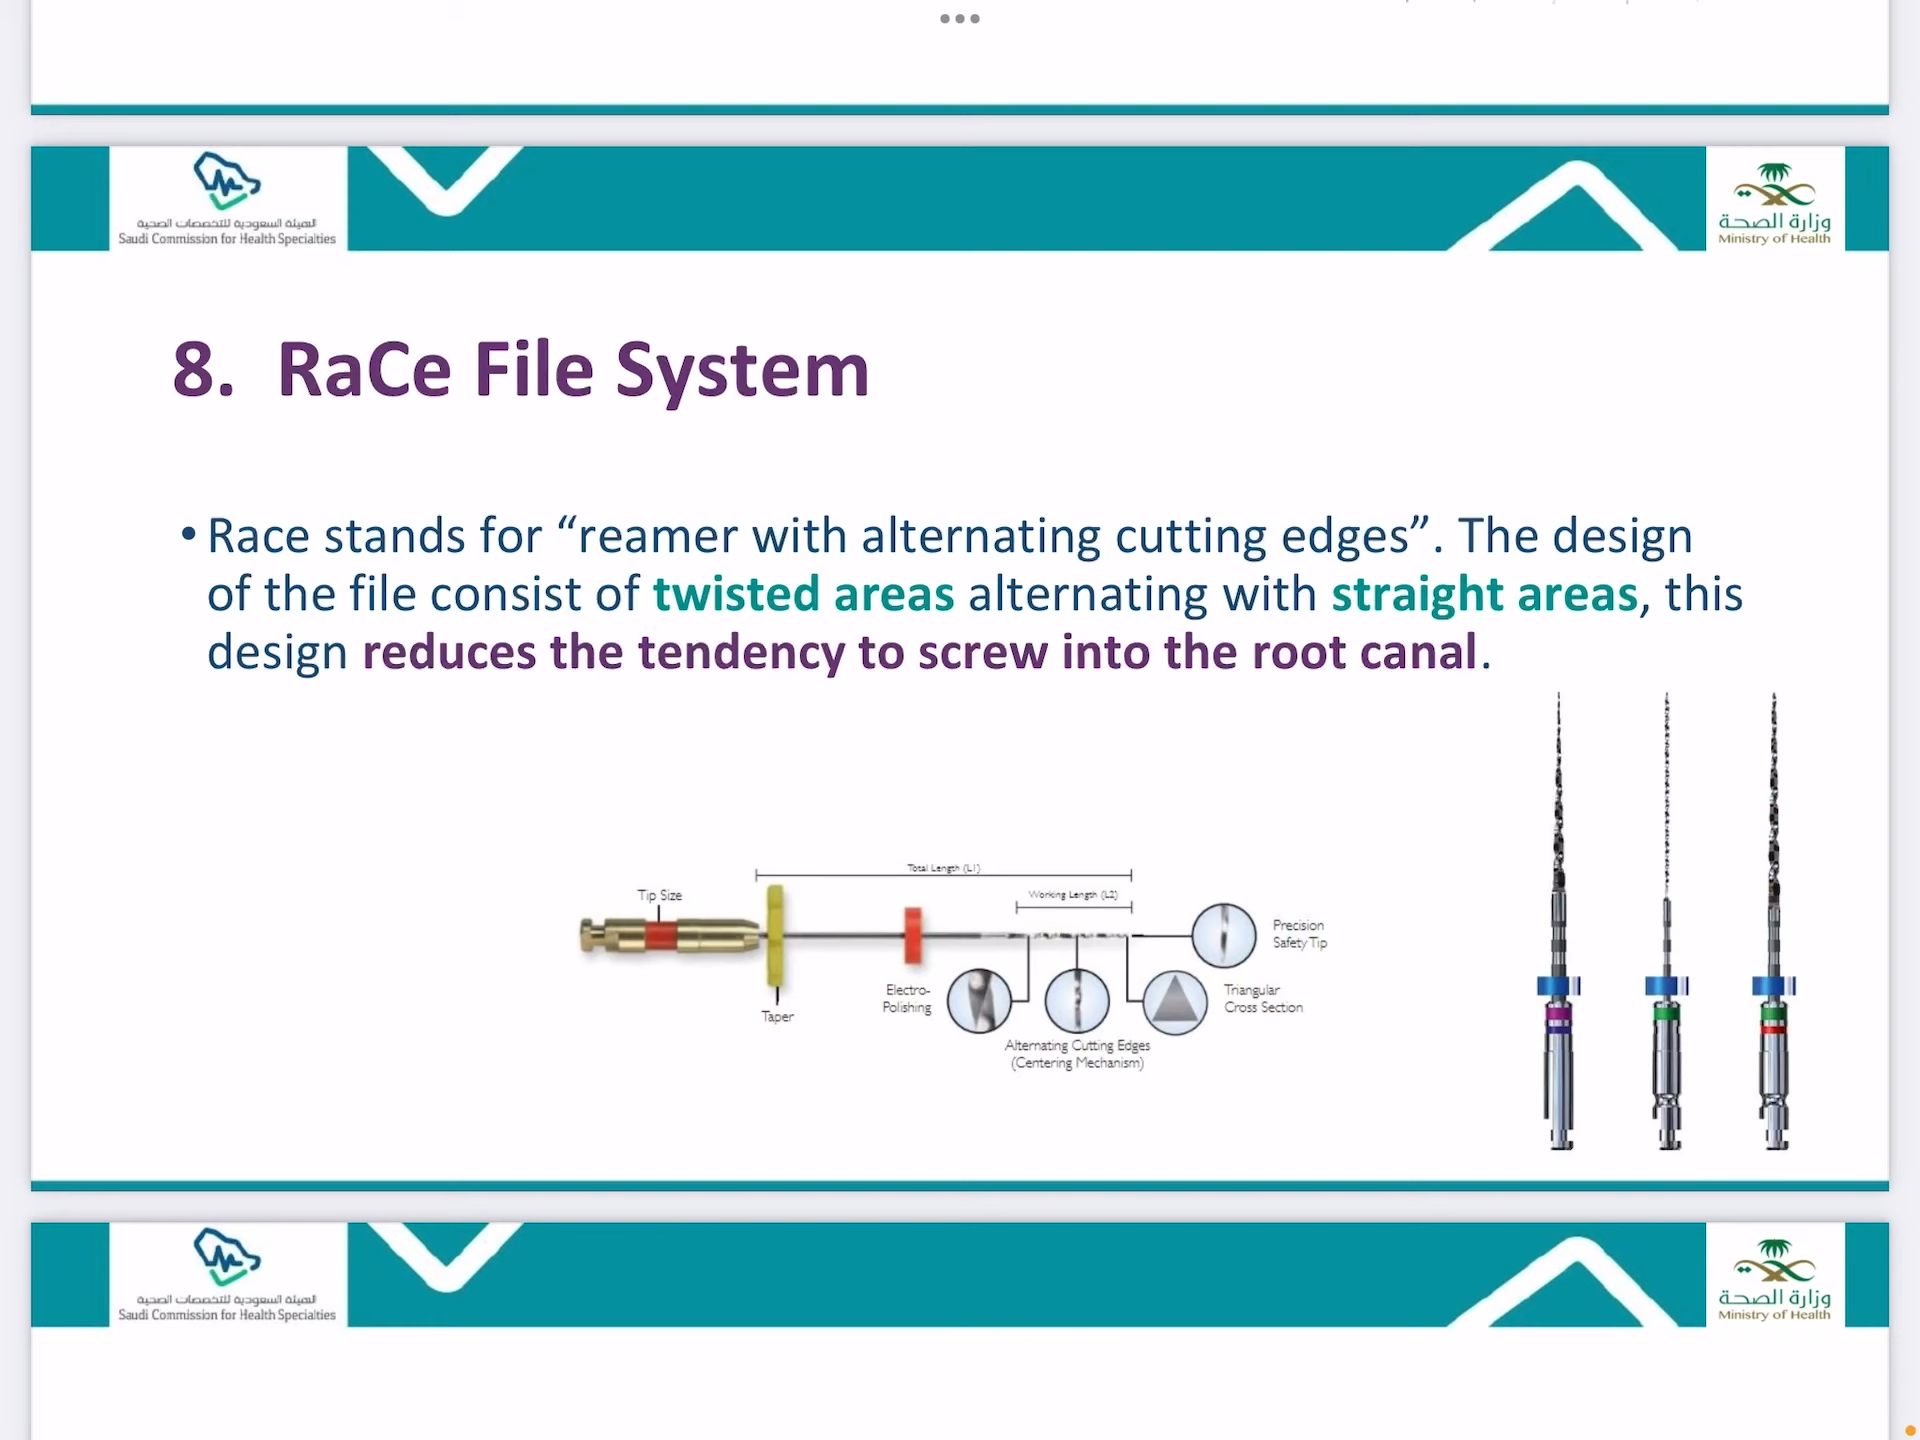 الهيئة السعودية للتخصصات الصحية
Saudi Commission for Health Specialties
وزارة الصحة
Ministry of Health
8. RaCe File System
• Race stands for “reamer with alternating cutting edges”. The design
of the file consist of twisted areas alternating with straight areas, this
design reduces the tendency to screw into the root canal.
Total Length (L1)
Tip Size
Working Length (L2)
Precision
Safety Tip
Electro-
Polishing
Triangular
Cross Section
Taper
Alternating Cutting Edges
(Centering Mechanism)
الهيئة السعودية للتخصصات الصحية
Saudi Commission for Health Specialties
وزارة الصحة
Ministry of Health